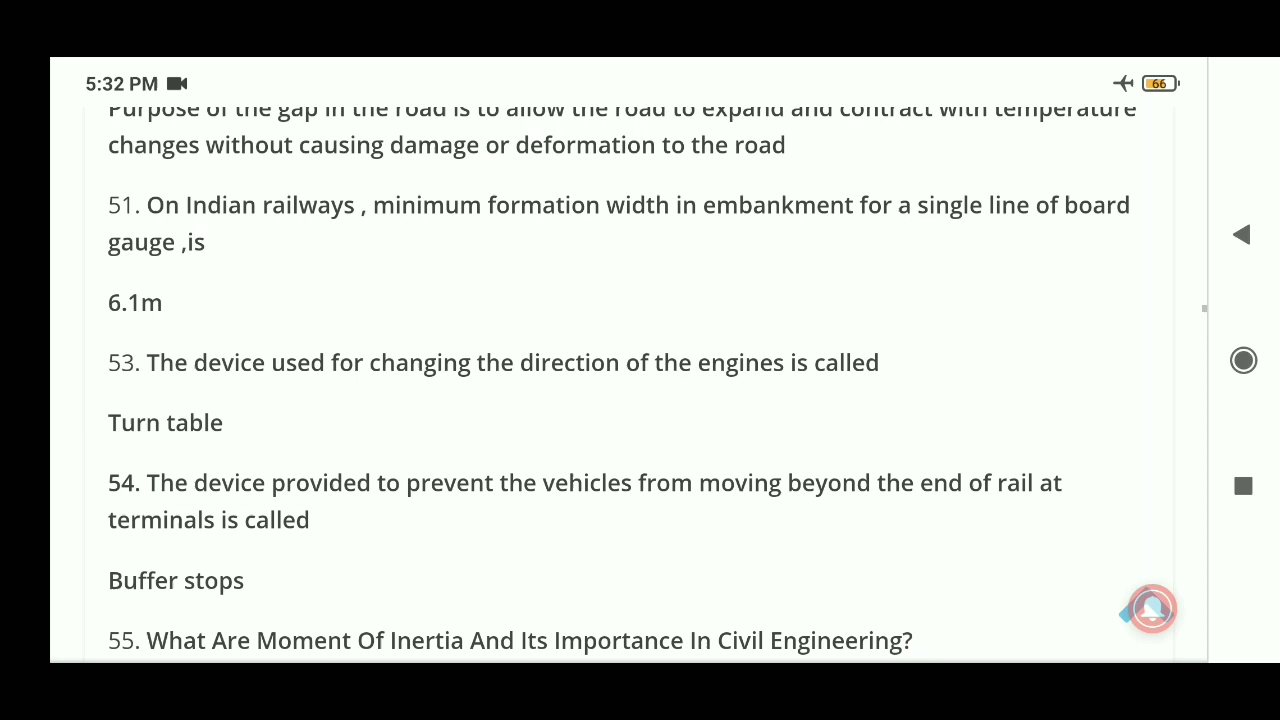 5:32 PM
66
Purpose of the gap in the road is to allow the road to expand and contract with temperature
changes without causing damage or deformation to the road
51. On Indian railways , minimum formation width in embankment for a single line of board
gauge ,is
6.1m
53. The device used for changing the direction of the engines is called
Turn table
54. The device provided to prevent the vehicles from moving beyond the end of rail at
terminals is called
Buffer stops
55. What Are Moment Of Inertia And Its Importance In Civil Engineering?